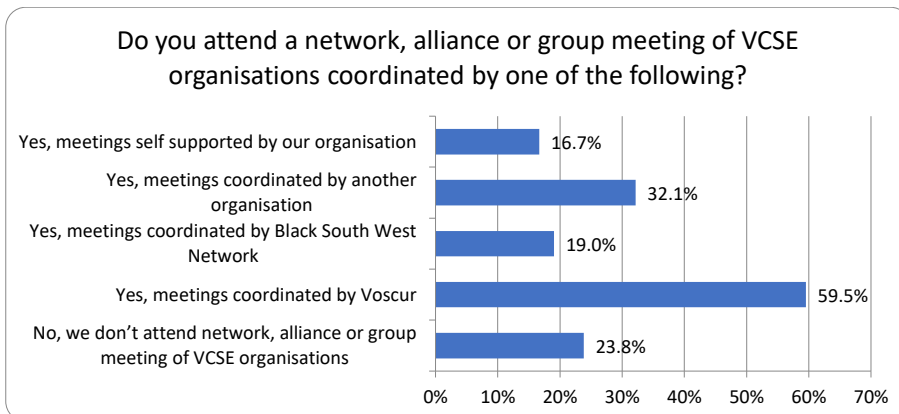 Do you attend a network, alliance or group meeting of VCSE
organisations coordinated by one of the following?
Yes, meetings self supported by our organisation
16.7%
Yes, meetings coordinated by another
organisation
32.1%
Yes, meetings coordinated by Black South West
Network
19.0%
Yes, meetings coordinated by Voscur
59.5%
No, we don’t attend network, alliance or group
meeting of VCSE organisations
23.8%
0% 10% 20% 30% 40% 50% 60% 70%